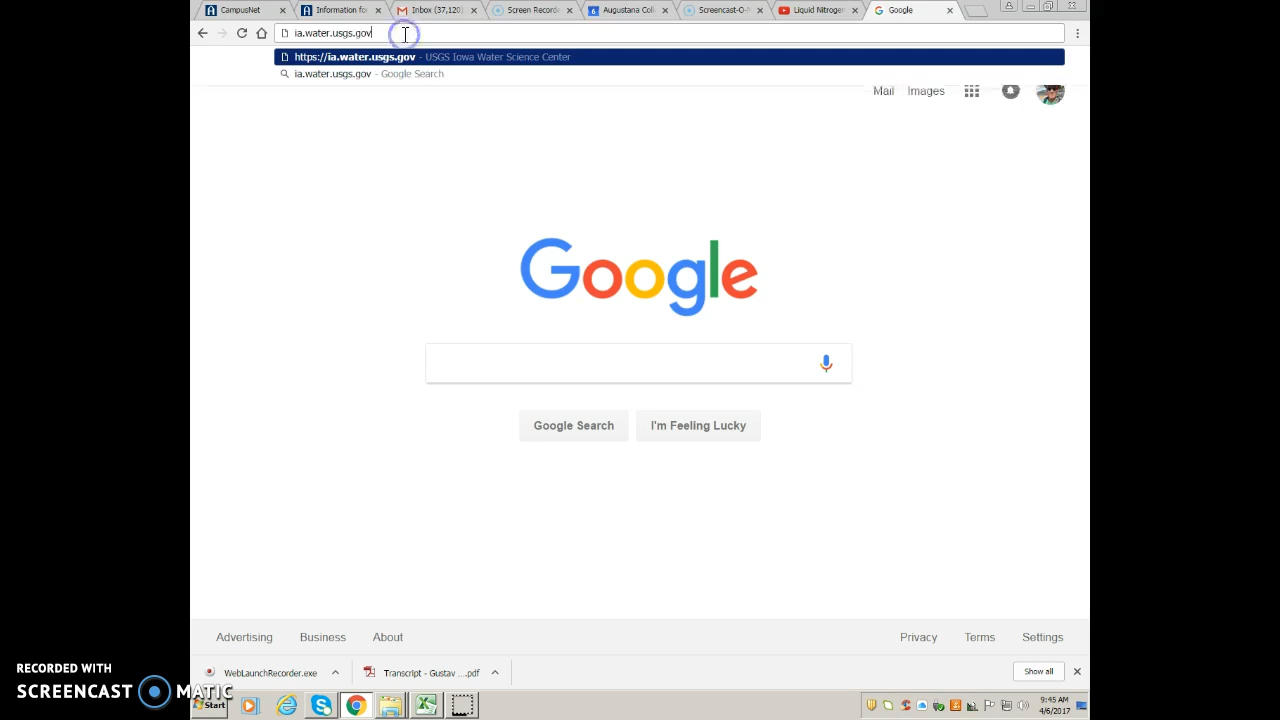 CampusNet
Information fo
Inbox (37,120)
Screen Recorde
Augustana Coll
Screencast-O-M
Liquid Nitrogen
Google
ia.water.usgs.gov
https://ia.water.usgs.gov - USGS Iowa Water Science Center
ia.water.usgs.gov - Google Search
Mail Images
Google
Google Search I'm Feeling Lucky
Advertising Business About Privacy Terms Settings
WebLaunchRecorder.exe Transcript - Gustav ....pdf Show all
RECORDED WITH
SCREENCAST MATIC
Start
9:45 AM
4/6/2017